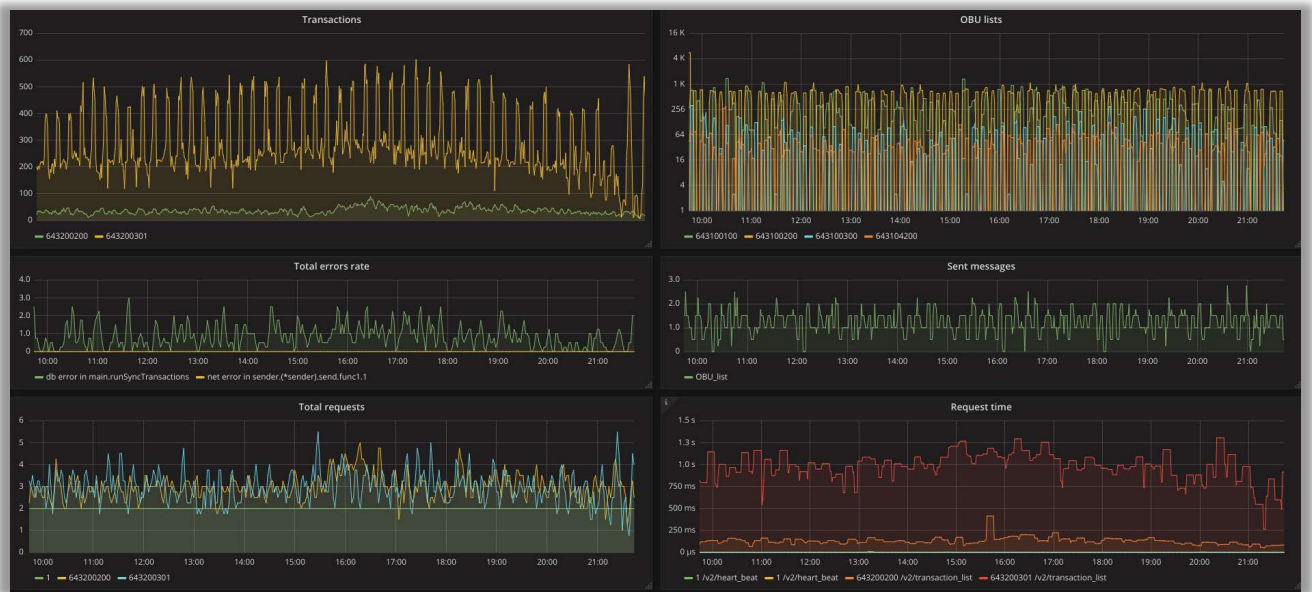 Transactions
700
600
500
400
300
200
100
0
643200200 643200301
OBU lists
16 K
4 K
1 K
256
64
16
4
1
10:00 11:00 12:00 13:00 14:00 15:00 16:00 17:00 18:00 19:00 20:00 21:00
643100100 643100200 643100300 643104200
Total errors rate
4.0
3.0
2.0
1.0
0
10:00 11:00 12:00 13:00 14:00 15:00 16:00 17:00 18:00 19:00 20:00 21:00
db error in main.runSyncTransactions net error in sender.(*sender).send.func1.1
Sent messages
3.0
2.0
1.0
0
10:00 11:00 12:00 13:00 14:00 15:00 16:00 17:00 18:00 19:00 20:00 21:00
OBU_list
Total requests
6
5
4
3
2
1
0
10:00 11:00 12:00 13:00 14:00 15:00 16:00 17:00 18:00 19:00 20:00 21:00
1 643200200 643200301
i
Request time
1.5 s
1.3 s
1.0 s
750 ms
500 ms
250 ms
0 µs
10:00 11:00 12:00 13:00 14:00 15:00 16:00 17:00 18:00 19:00 20:00 21:00
1 /v2/heart_beat 1 /v2/heart_beat 643200200 /v2/transaction_list 643200301 /v2/transaction_list